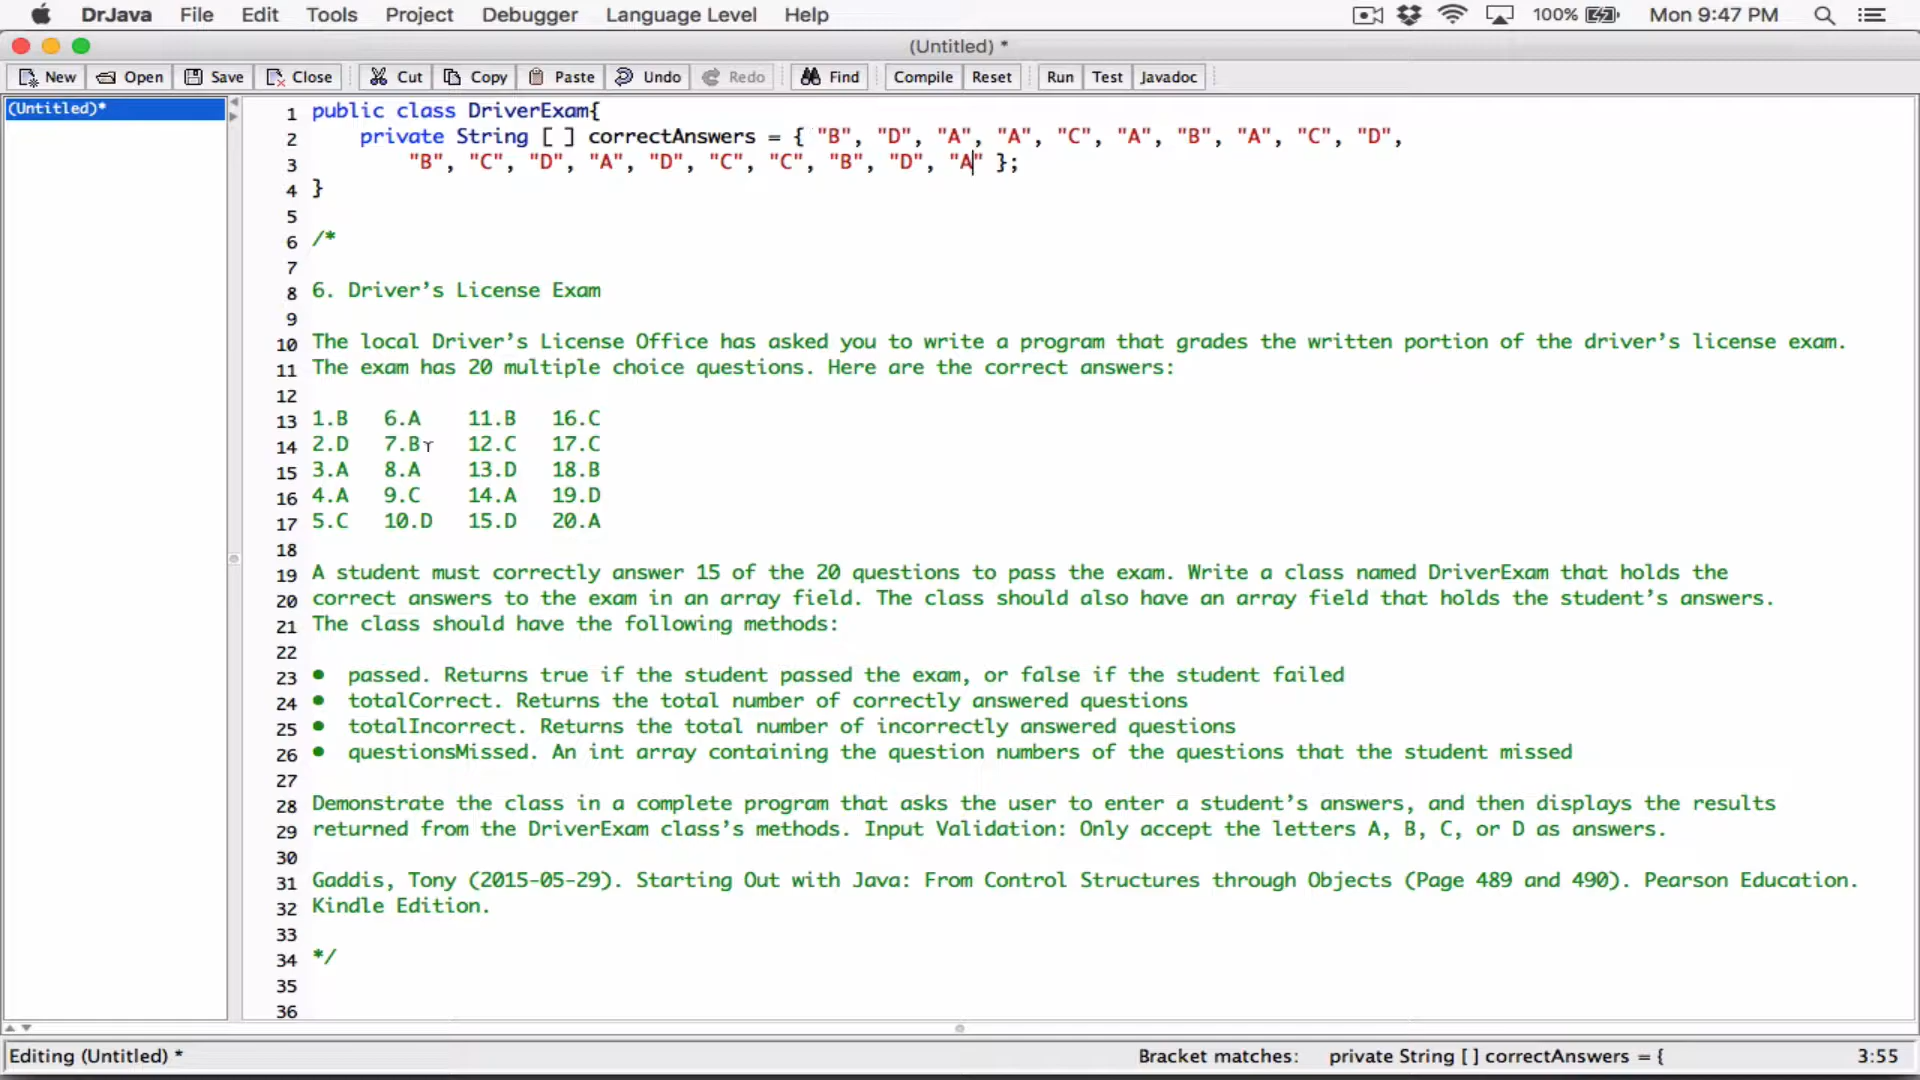 DrJava File Edit Tools Project Debugger Language Level Help 100% Mon 9:47 PM
(Untitled) *
New Open Save Close Cut Copy Paste Undo Redo Find Compile Reset Run Test Javadoc
(Untitled)*
1 public class DriverExam{
2 private String [ ] correctAnswers = { "B", "D", "A", "A", "C", "A", "B", "A", "C", "D",
3 "B", "C", "D", "A", "D", "C", "C", "B", "D", "A" };
4 }
5
6 /*
7
8 6. Driver’s License Exam
9
10 The local Driver’s License Office has asked you to write a program that grades the written portion of the driver’s license exam.
11 The exam has 20 multiple choice questions. Here are the correct answers:
12
13 1.B 6.A 11.B 16.C
14 2.D 7.B 12.C 17.C
15 3.A 8.A 13.D 18.B
16 4.A 9.C 14.A 19.D
17 5.C 10.D 15.D 20.A
18
19 A student must correctly answer 15 of the 20 questions to pass the exam. Write a class named DriverExam that holds the
20 correct answers to the exam in an array field. The class should also have an array field that holds the student’s answers.
21 The class should have the following methods:
22
23 • passed. Returns true if the student passed the exam, or false if the student failed
24 • totalCorrect. Returns the total number of correctly answered questions
25 • totalIncorrect. Returns the total number of incorrectly answered questions
26 • questionsMissed. An int array containing the question numbers of the questions that the student missed
27
28 Demonstrate the class in a complete program that asks the user to enter a student’s answers, and then displays the results
29 returned from the DriverExam class’s methods. Input Validation: Only accept the letters A, B, C, or D as answers.
30
31 Gaddis, Tony (2015-05-29). Starting Out with Java: From Control Structures through Objects (Page 489 and 490). Pearson Education.
32 Kindle Edition.
33
34 */
35
36
Editing (Untitled) * Bracket matches: private String [ ] correctAnswers = { 3:55